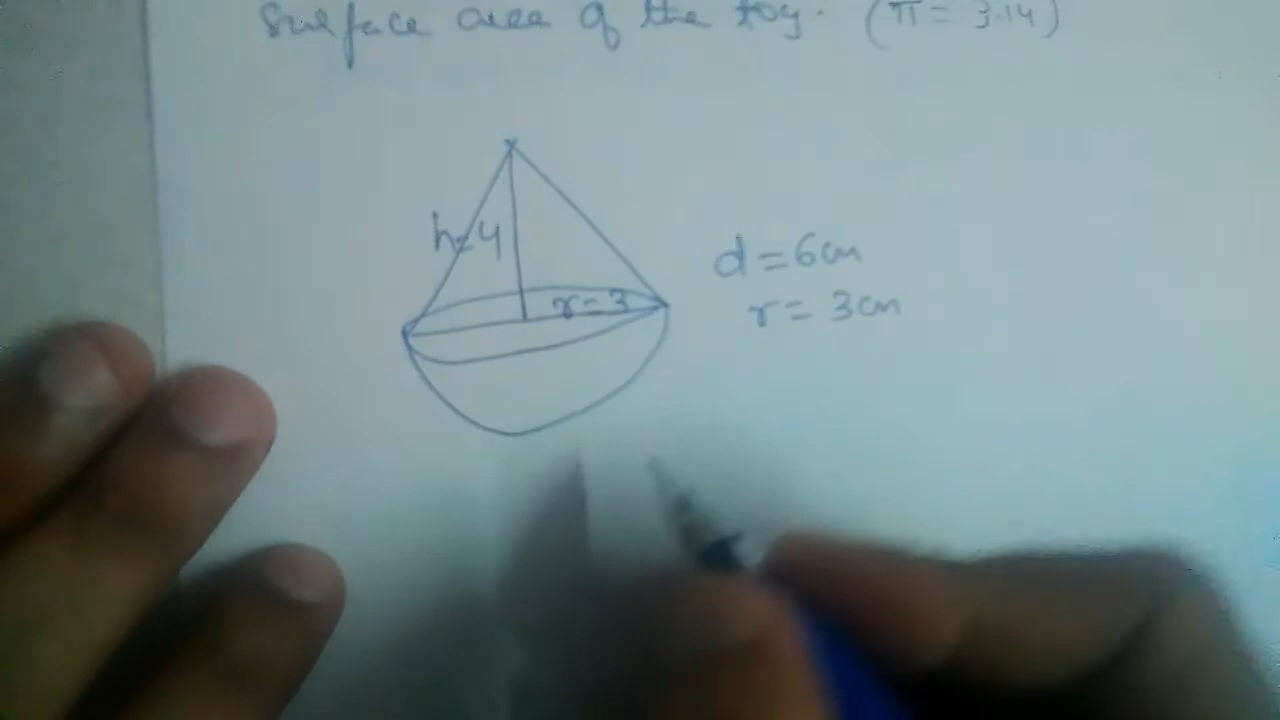 Surface area of the toy. (π = 3.14)
h=4
r=3
d=6cm
r= 3cm